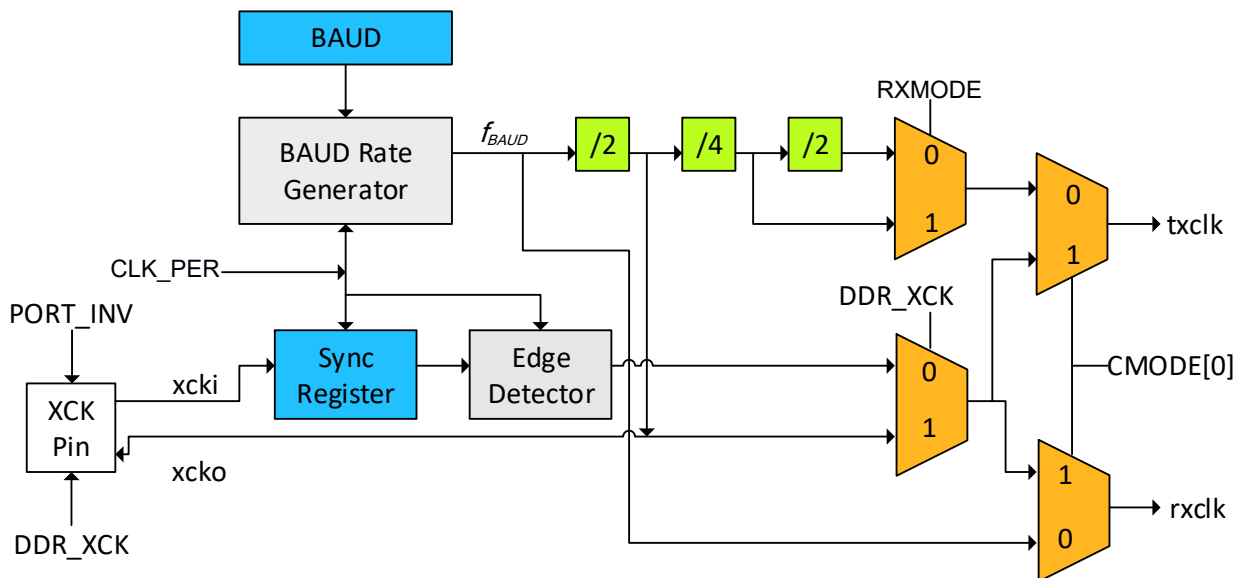 BAUD
RXMODE
BAUD Rate
Generator
f_BAUD
/2
/4
/2
0
1
0
1
txclk
CLK_PER
PORT_INV
DDR_XCK
xcki
Sync
Register
Edge
Detector
0
1
CMODE[0]
XCK
Pin
xcko
1
0
rxclk
DDR_XCK